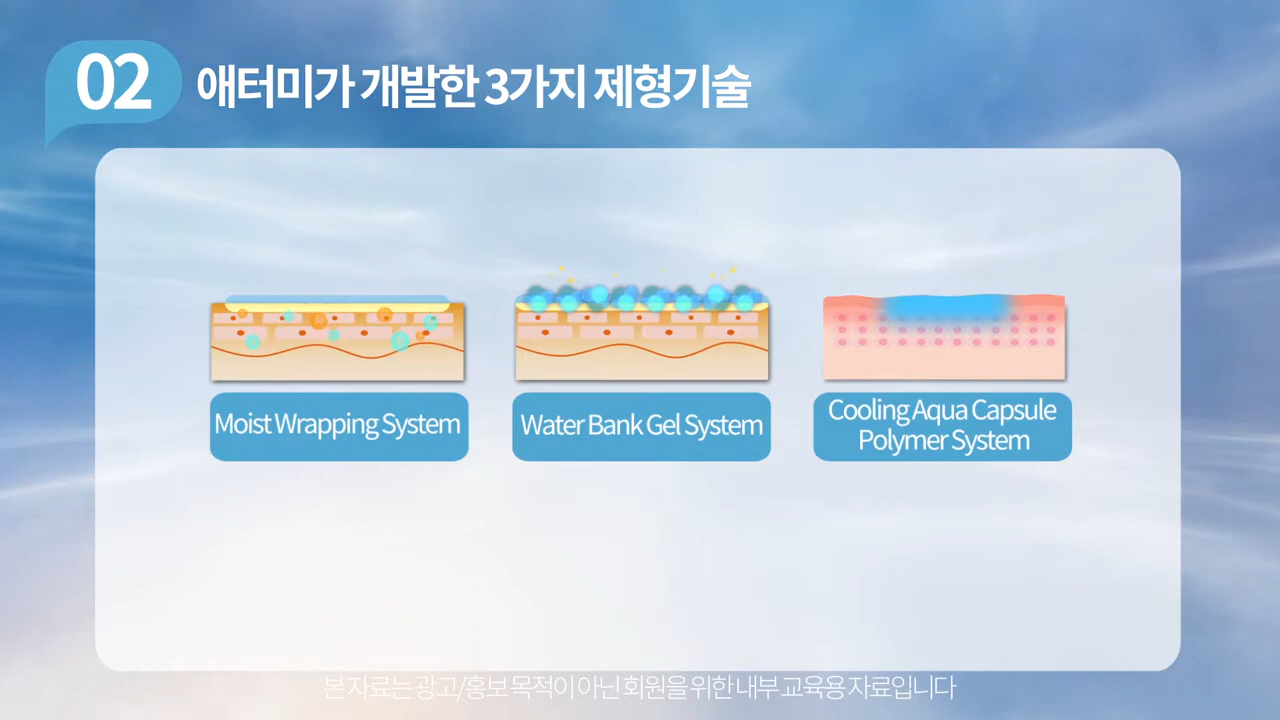 02
애터미가 개발한 3가지 제형기술
Moist Wrapping System
Water Bank Gel System
Cooling Aqua Capsule
Polymer System
본 자료는 광고/홍보 목적이 아닌 회원을 위한 내부 교육용 자료입니다